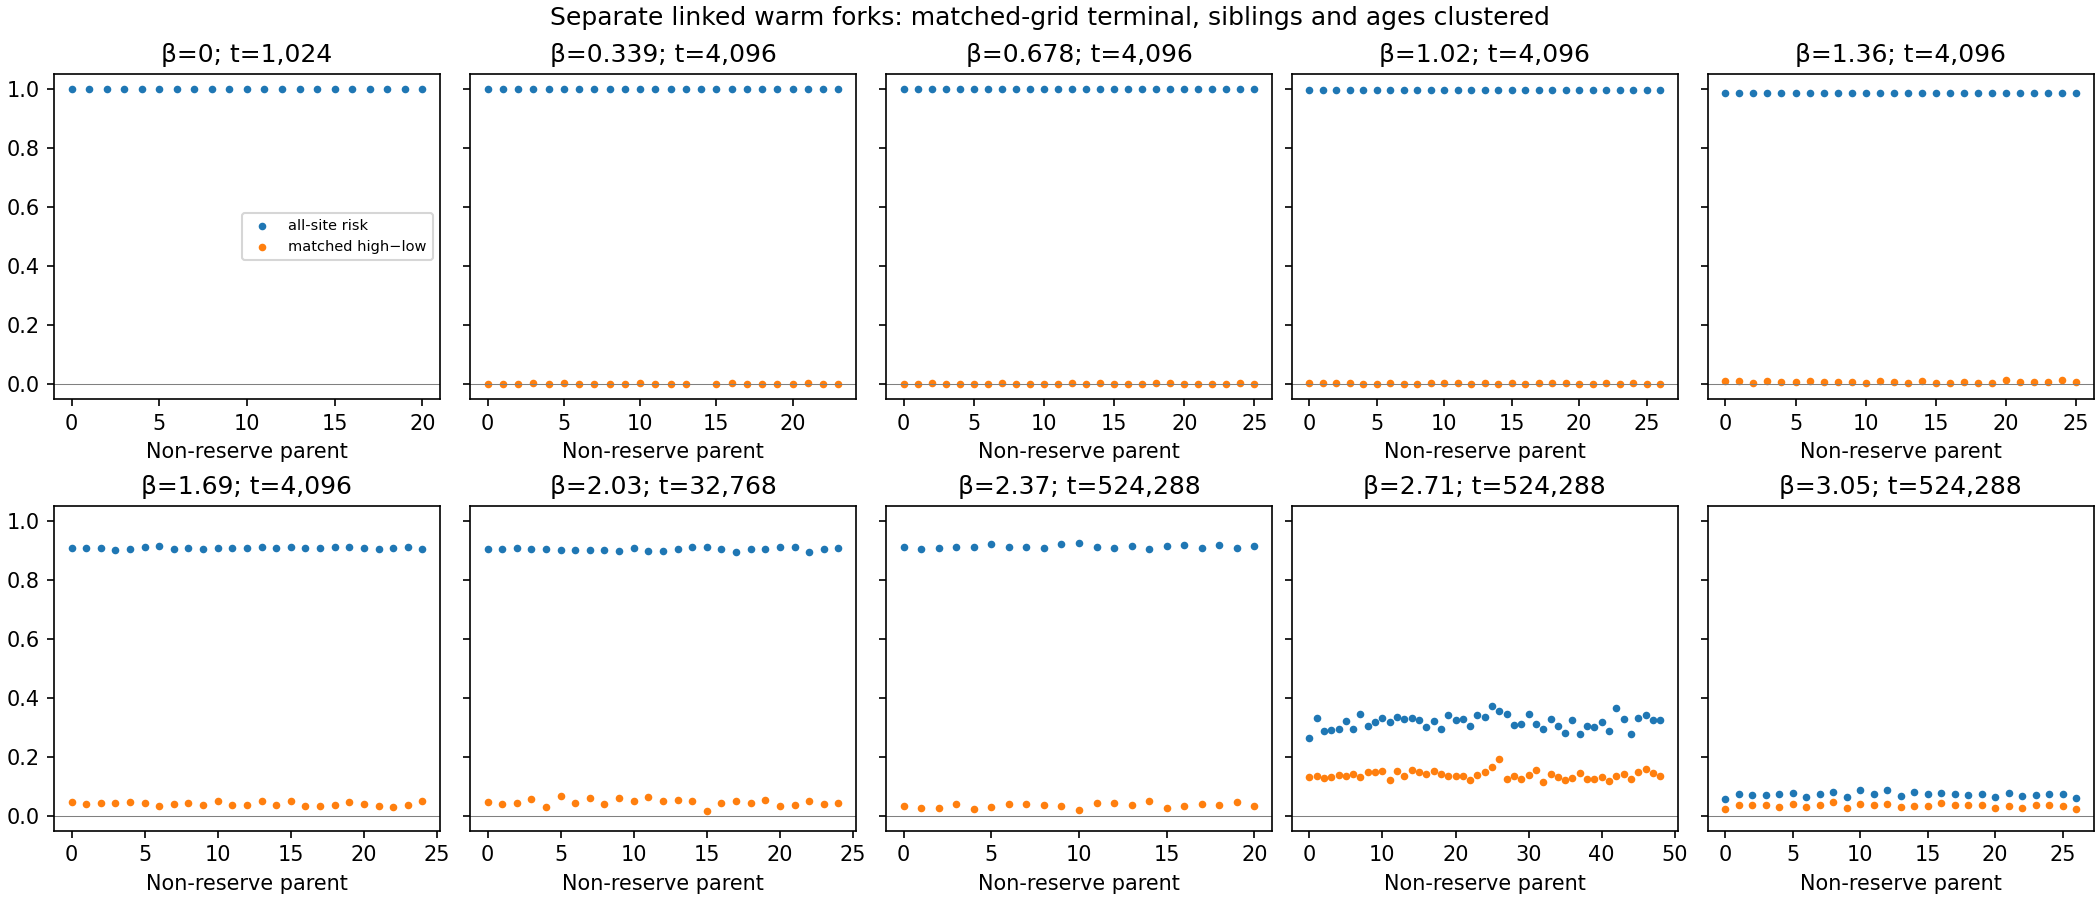 Separate linked warm forks: matched-grid terminal, siblings and ages clustered
β=0; t=1,024
β=0.339; t=4,096
β=0.678; t=4,096
β=1.02; t=4,096
β=1.36; t=4,096
1.0
0.8
0.6
0.4
0.2
0.0
all-site risk
matched high−low
0 5 10 15 20
0 5 10 15 20
0 5 10 15 20 25
0 5 10 15 20 25
0 5 10 15 20 25
Non-reserve parent
Non-reserve parent
Non-reserve parent
Non-reserve parent
Non-reserve parent
β=1.69; t=4,096
β=2.03; t=32,768
β=2.37; t=524,288
β=2.71; t=524,288
β=3.05; t=524,288
1.0
0.8
0.6
0.4
0.2
0.0
0 5 10 15 20 25
0 5 10 15 20 25
0 5 10 15 20
0 10 20 30 40 50
0 5 10 15 20 25
Non-reserve parent
Non-reserve parent
Non-reserve parent
Non-reserve parent
Non-reserve parent